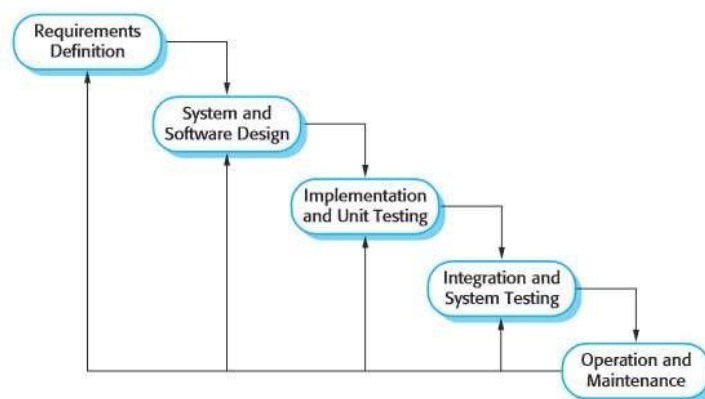 Requirements
Definition
System and
Software Design
Implementation
and Unit Testing
Integration and
System Testing
Operation and
Maintenance